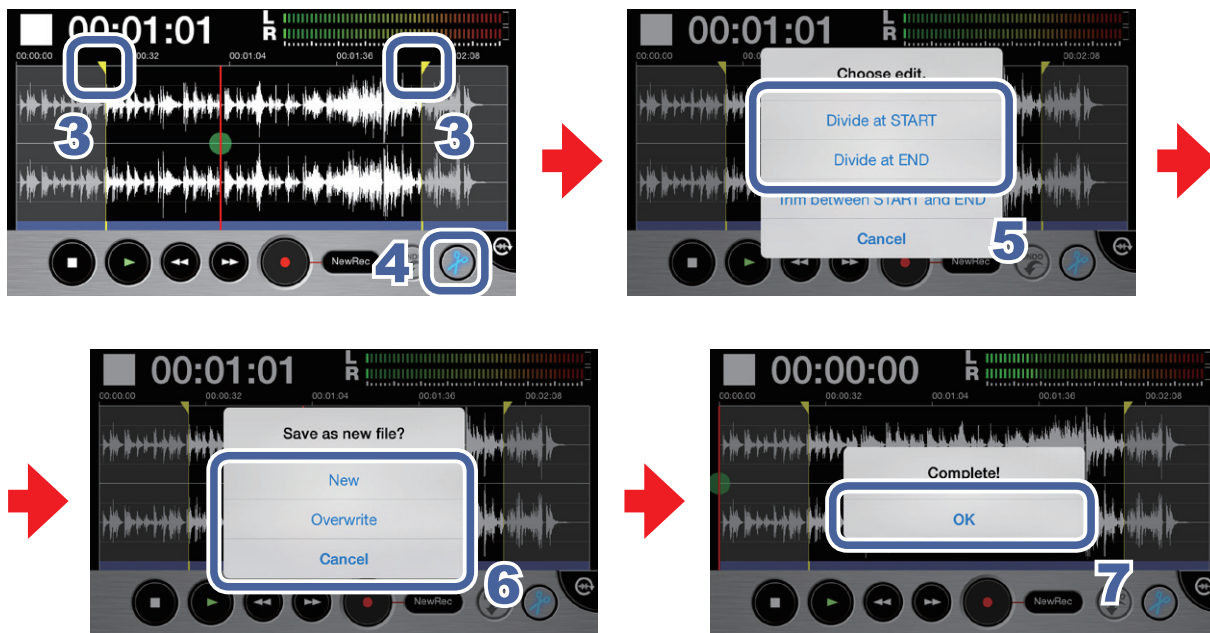 00:01:01
L
R
00:00:00 00:32 00:01:04 00:01:36 02:08
3
3
NewRec
4
00:01:01
L
R
00:00:00 00:0 00:02:08
Choose edit.
Divide at START
Divide at END
Trim between START and END
Cancel
5
NewRec
00:01:01
L
R
00:00:00 00:00:32 00:01:04 00:01:36 00:02:08
Save as new file?
New
Overwrite
Cancel
6
NewRec
00:00:00
L
R
00:00:00 00:00:32 00:01:04 00:01:36 00:02:08
Complete!
OK
7
NewRec